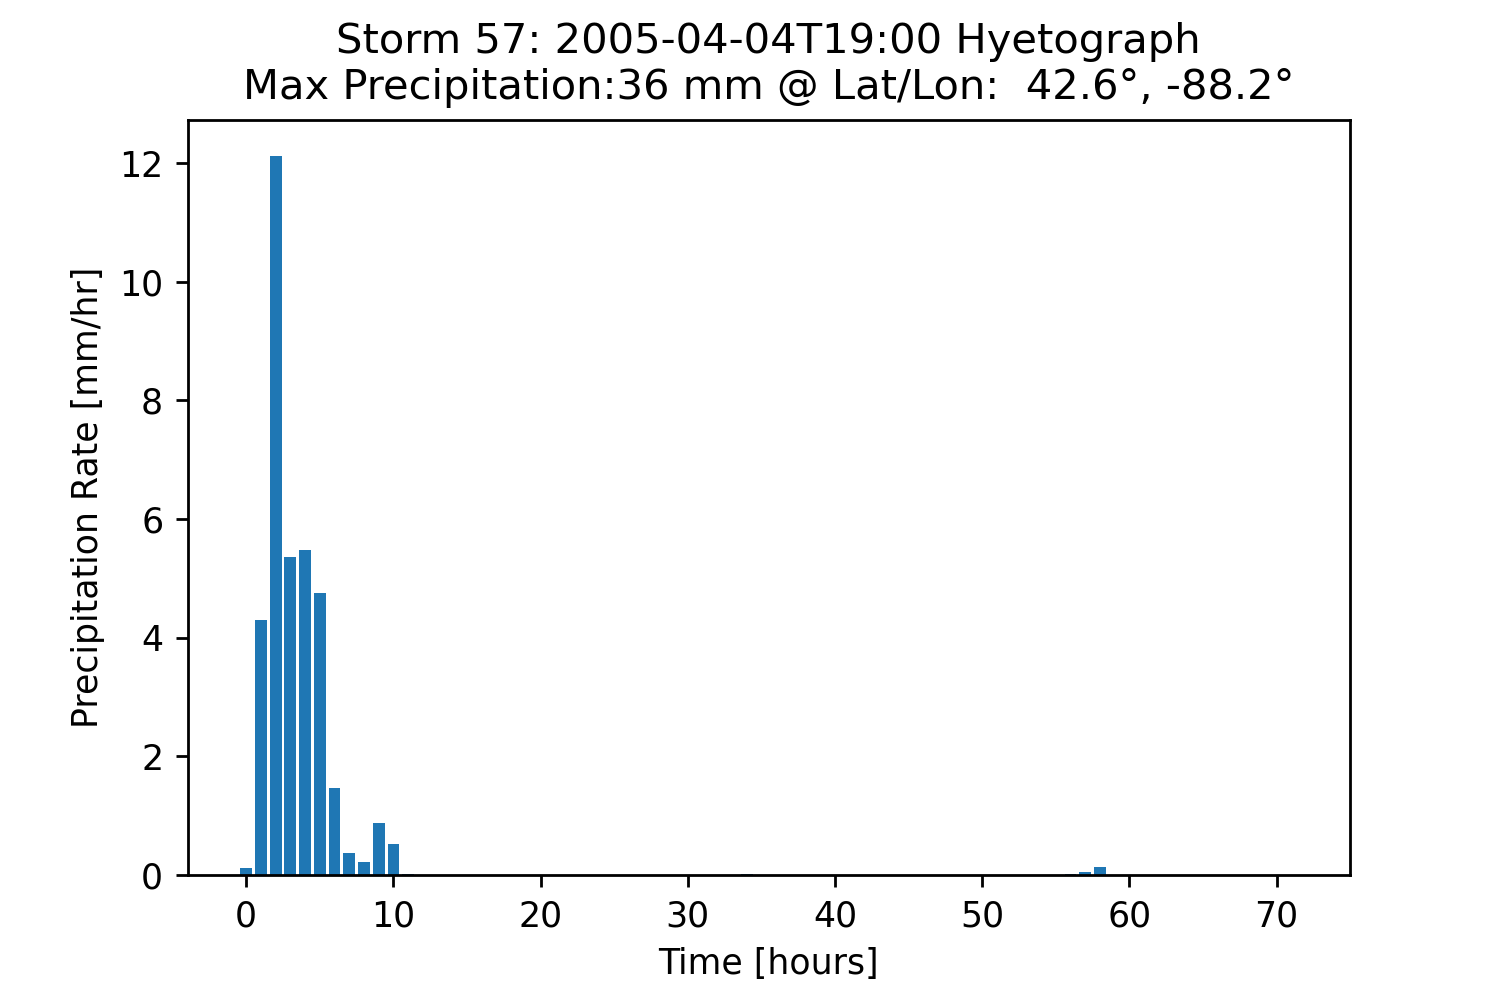 Storm 57: 2005-04-04T19:00 Hyetograph
Max Precipitation:36 mm @ Lat/Lon:  42.6°, -88.2°
Precipitation Rate [mm/hr]
12
10
8
6
4
2
0
0 10 20 30 40 50 60 70
Time [hours]